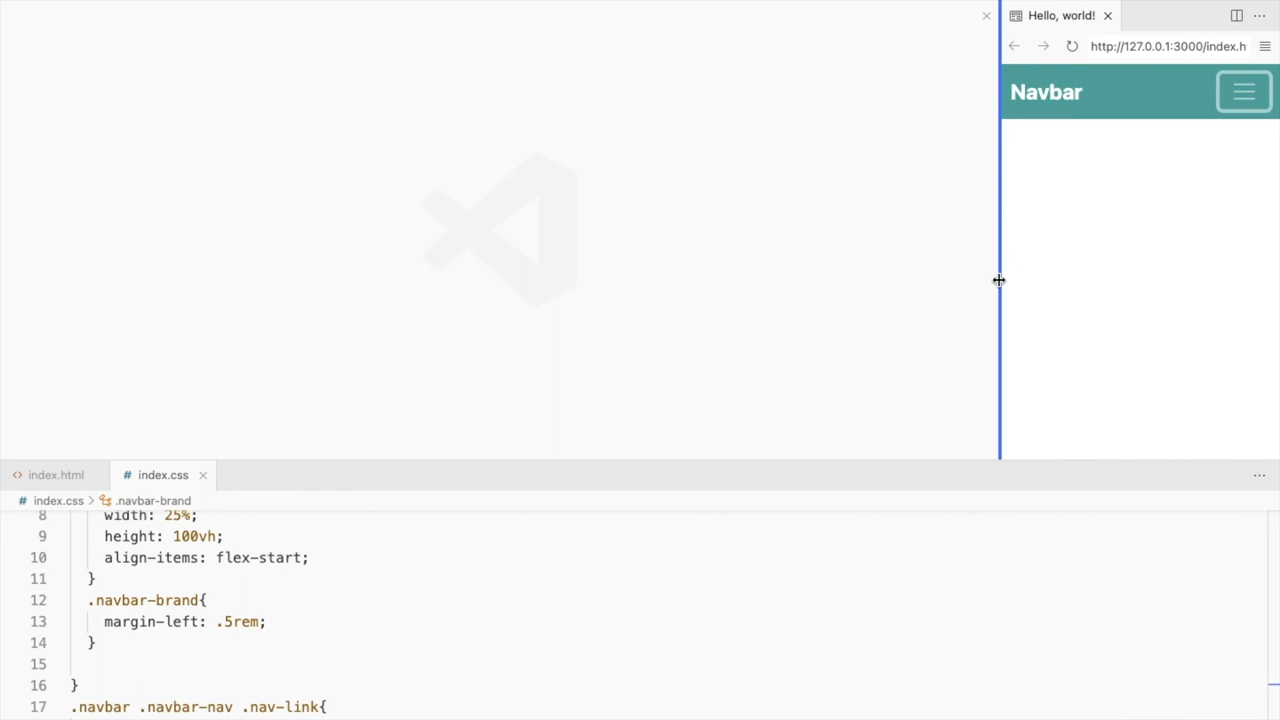 Hello, world!
http://127.0.0.1:3000/index.h
Navbar
index.html
# index.css
# index.css > .navbar-brand
8 width: 25%;
9 height: 100vh;
10 align-items: flex-start;
11 }
12 .navbar-brand{
13 margin-left: .5rem;
14 }
15
16 }
17 .navbar .navbar-nav .nav-link{